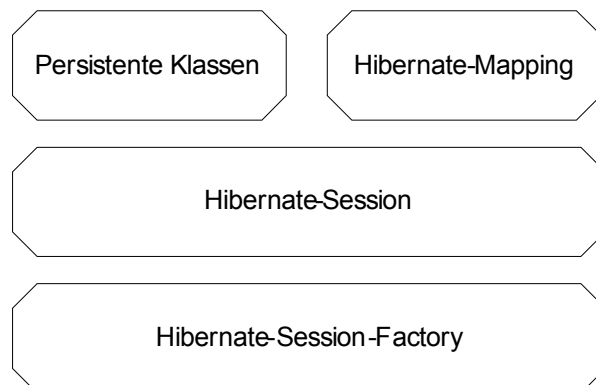 Persistente Klassen
Hibernate-Mapping
Hibernate-Session
Hibernate-Session-Factory